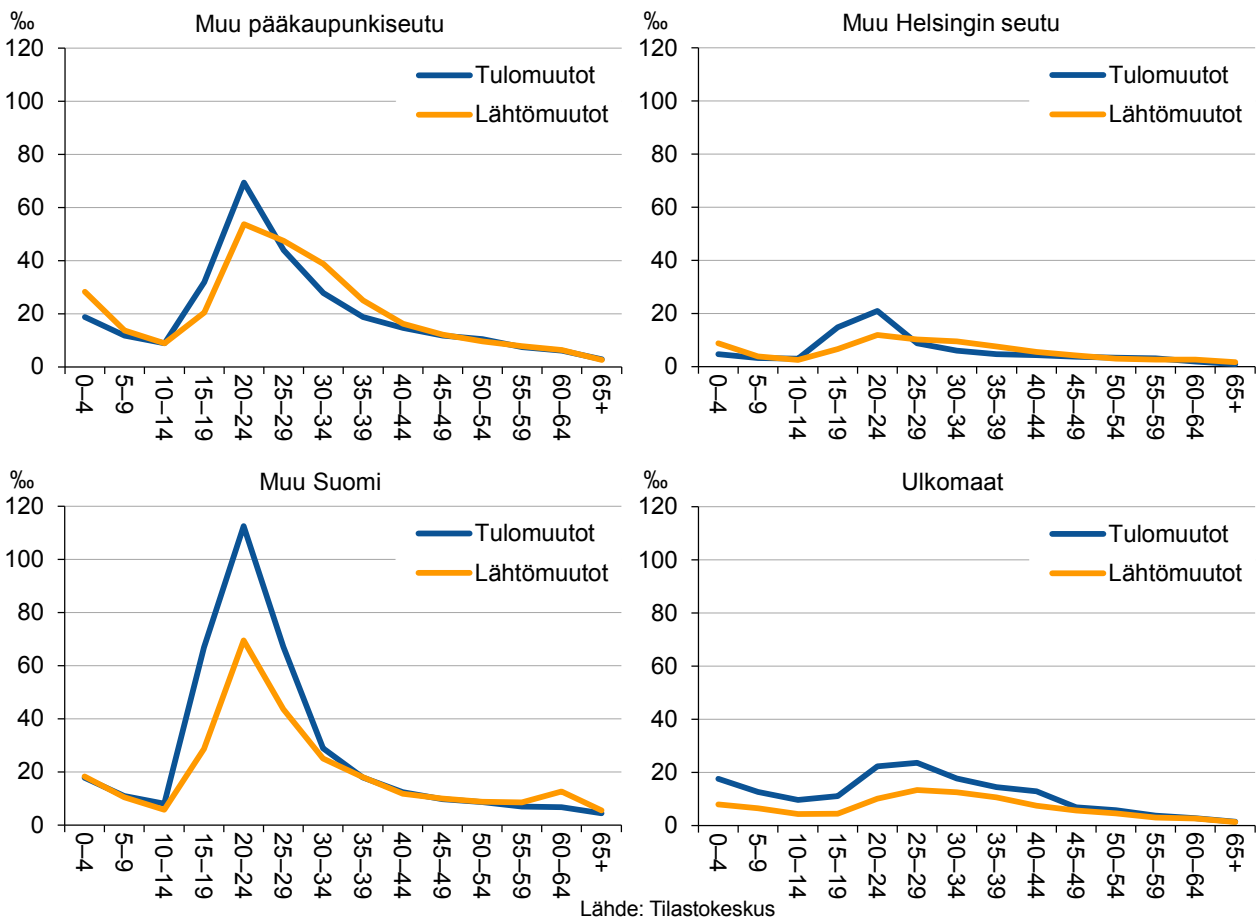 ‰ Muu pääkaupunkiseutu
120
100
80
60
40
20
0
Tulomuutot
Lähtömuutot
0–4 5–9 10–14 15–19 20–24 25–29 30–34 35–39 40–44 45–49 50–54 55–59 60–64 65+
‰ Muu Helsingin seutu
120
100
80
60
40
20
0
Tulomuutot
Lähtömuutot
0–4 5–9 10–14 15–19 20–24 25–29 30–34 35–39 40–44 45–49 50–54 55–59 60–64 65+
‰ Muu Suomi
120
100
80
60
40
20
0
Tulomuutot
Lähtömuutot
0–4 5–9 10–14 15–19 20–24 25–29 30–34 35–39 40–44 45–49 50–54 55–59 60–64 65+
‰ Ulkomaat
120
100
80
60
40
20
0
Tulomuutot
Lähtömuutot
0–4 5–9 10–14 15–19 20–24 25–29 30–34 35–39 40–44 45–49 50–54 55–59 60–64 65+
Lähde: Tilastokeskus